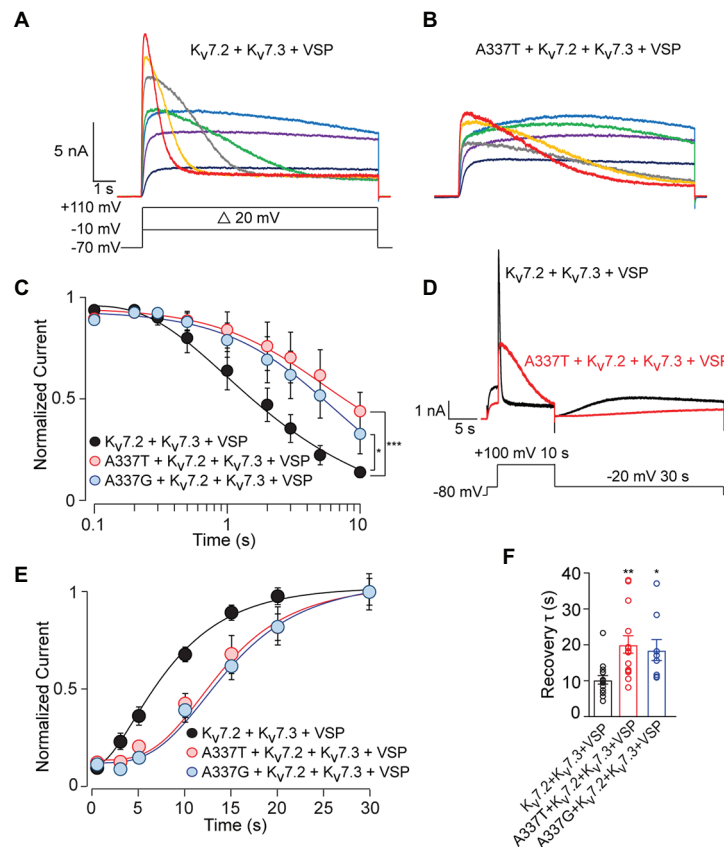 A
Kv7.2 + Kv7.3 + VSP
5 nA
1 s
+110 mV
-10 mV
-70 mV
△ 20 mV
B
A337T + Kv7.2 + Kv7.3 + VSP
C
Normalized Current
1
0.5
0
0.1
1
10
Time (s)
Kv7.2 + Kv7.3 + VSP
A337T + Kv7.2 + Kv7.3 + VSP
A337G + Kv7.2 + Kv7.3 + VSP
*
***
D
Kv7.2 + Kv7.3 + VSP
A337T + Kv7.2 + Kv7.3 + VSP
1 nA
5 s
+100 mV 10 s
-80 mV
-20 mV 30 s
E
Normalized Current
1
0.5
0
0
5
10
15
20
25
30
Time (s)
Kv7.2 + Kv7.3 + VSP
A337T + Kv7.2 + Kv7.3 + VSP
A337G + Kv7.2 + Kv7.3 + VSP
F
Recovery τ (s)
40
30
20
10
0
**
*
Kv7.2+Kv7.3+VSP
A337T+Kv7.2+Kv7.3+VSP
A337G+Kv7.2+Kv7.3+VSP